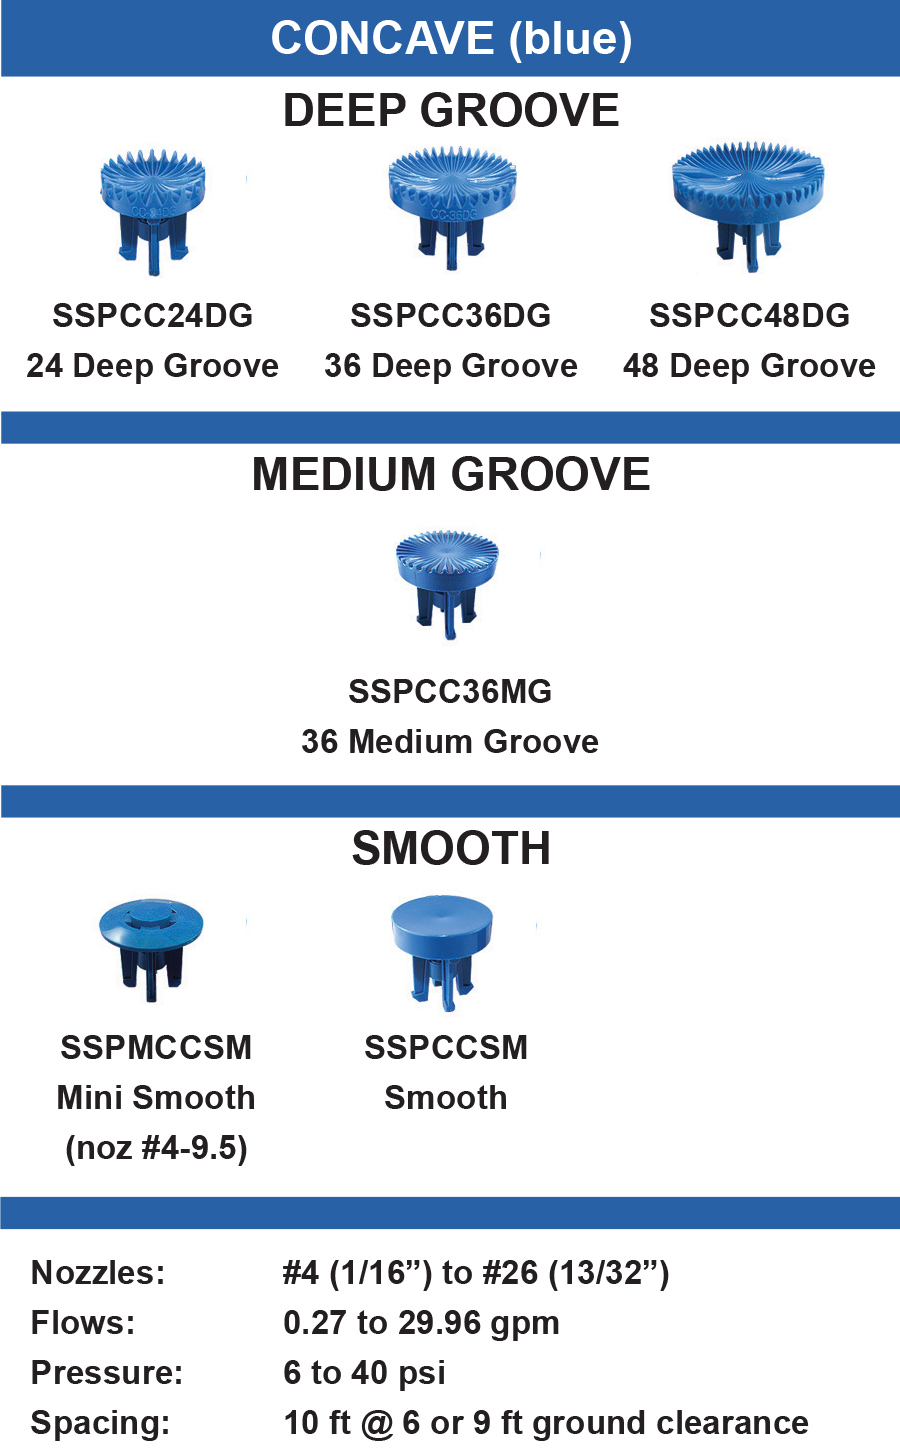 CONCAVE (blue)
DEEP GROOVE
CC-36DG
SSPCC24DG SSPCC36DG SSPCC48DG
24 Deep Groove 36 Deep Groove 48 Deep Groove
MEDIUM GROOVE
SSPCC36MG
36 Medium Groove
SMOOTH
SSPMCCSM SSPCCSM
Mini Smooth Smooth
(noz #4-9.5)
Nozzles: #4 (1/16”) to #26 (13/32”)
Flows: 0.27 to 29.96 gpm
Pressure: 6 to 40 psi
Spacing: 10 ft @ 6 or 9 ft ground clearance